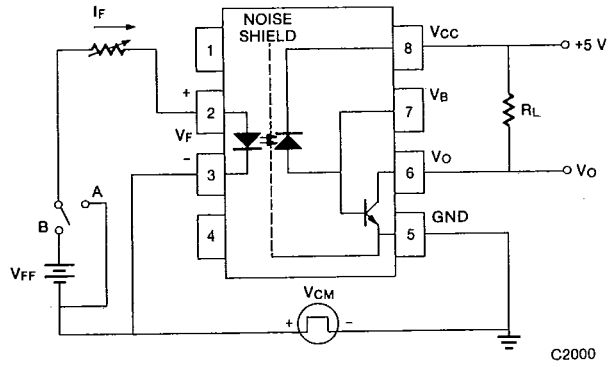 IF
NOISE
SHIELD
1
8
VCC
+5 V
+
2
7
VB
RL
VF
-
3
6
VO
VO
A
B
4
5
GND
VFF
VCM
+
-
C2000